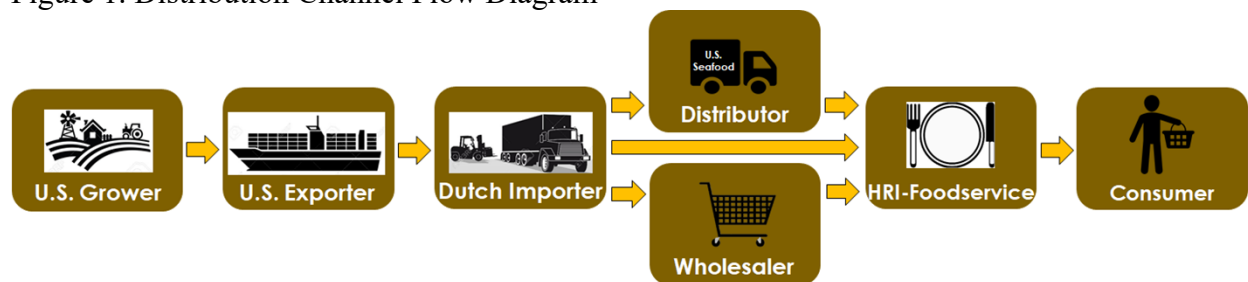 Figure 1. Distribution Channel Flow Diagram
U.S. Grower
U.S. Exporter
Dutch Importer
U.S.
Seafood
Distributor
Wholesaler
HRI-Foodservice
Consumer